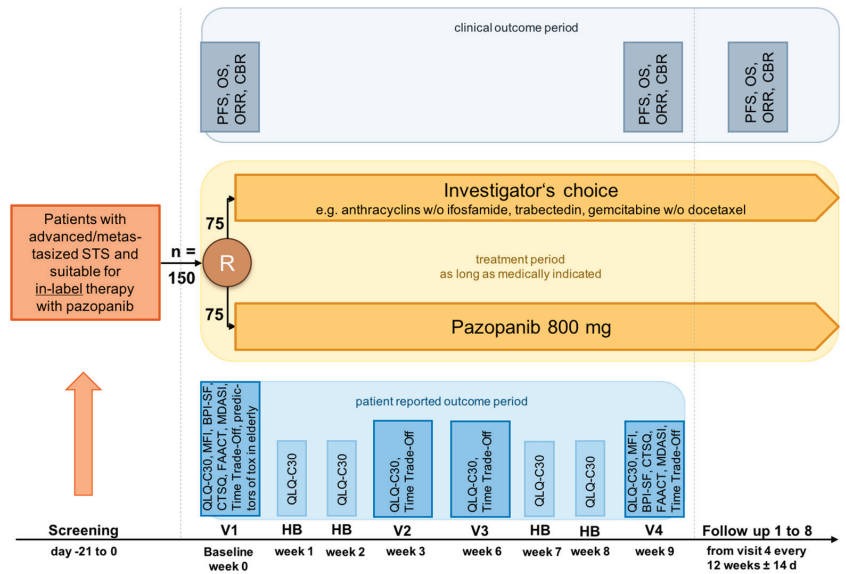 clinical outcome period
PFS, OS,
ORR, CBR
PFS, OS,
ORR, CBR
PFS, OS,
ORR, CBR
Patients with
advanced/metas-
tasized STS and
suitable for
in-label therapy
with pazopanib
n =
150
75
R
75
Investigator‘s choice
e.g. anthracyclins w/o ifosfamide, trabectedin, gemcitabine w/o docetaxel
treatment period
as long as medically indicated
Pazopanib 800 mg
patient reported outcome period
QLQ-C30, MFI, BPI-SF,
CTSQ, FAACT, MDASI,
Time Trade-Off, predic-
tors of tox in elderly
QLQ-C30
QLQ-C30
QLQ-C30,
Time Trade-Off
QLQ-C30,
Time Trade-Off
QLQ-C30
QLQ-C30
QLQ-C30, MFI,
BPI-SF, CTSQ,
FAACT, MDASI,
Time Trade-Off
Screening
V1
HB
HB
V2
V3
HB
HB
V4
Follow up 1 to 8
day -21 to 0
Baseline
week 0
week 1
week 2
week 3
week 6
week 7
week 8
week 9
from visit 4 every
12 weeks ± 14 d